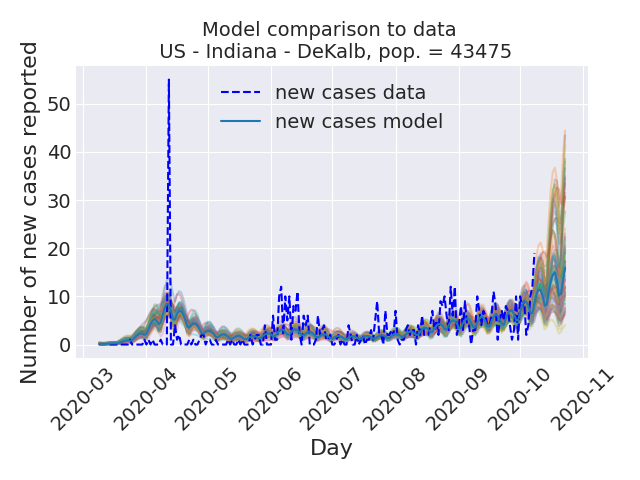 Model comparison to data
US - Indiana - DeKalb, pop. = 43475
new cases data
new cases model
Number of new cases reported
50
40
30
20
10
0
2020-03
2020-04
2020-05
2020-06
2020-07
2020-08
2020-09
2020-10
2020-11
Day